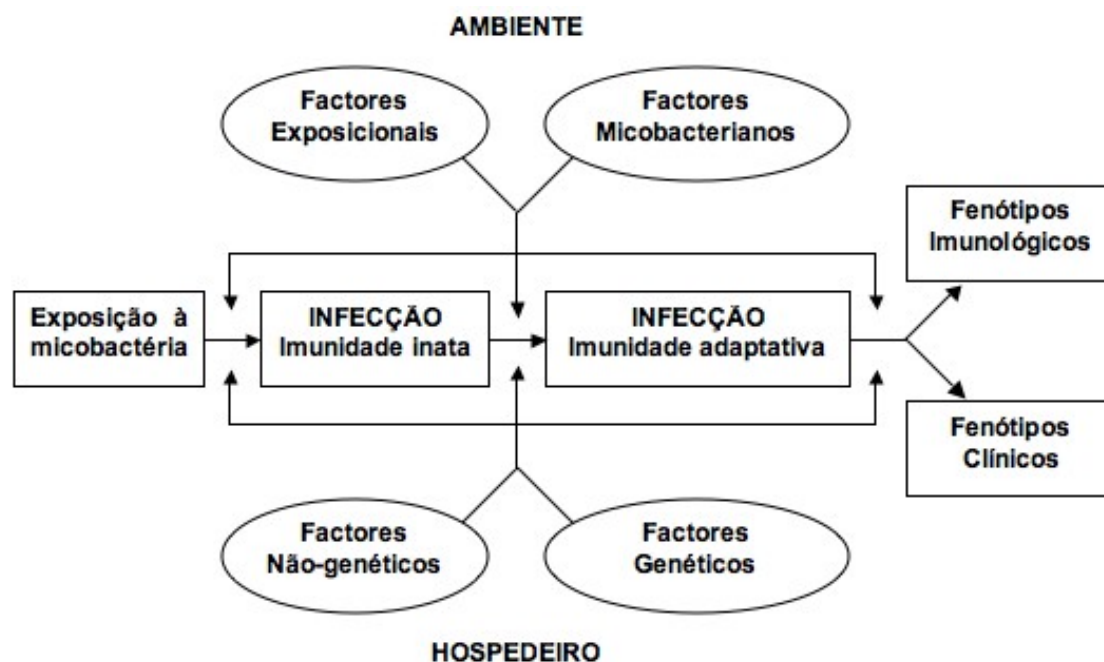 AMBIENTE
Factores
Exposicionais
Factores
Micobacterianos
Fenótipos
Imunológicos
Exposição à
micobactéria
INFECÇÃO
Imunidade inata
INFECÇÃO
Imunidade adaptativa
Fenótipos
Clínicos
Factores
Não-genéticos
Factores
Genéticos
HOSPEDEIRO